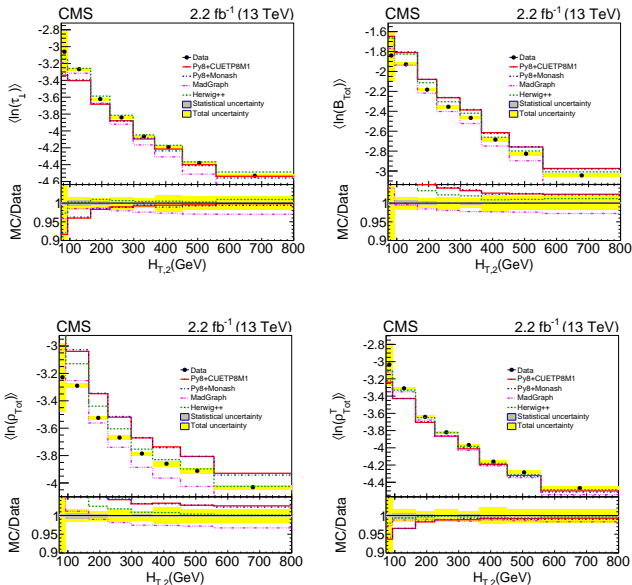 CMS 2.2 fb⁻¹ (13 TeV)
⟨ln(τ⊥)⟩
-2.8
-3
-3.2
-3.4
-3.6
-3.8
-4
-4.2
-4.4
-4.6
Data
Py8+CUETP8M1
Py8+Monash
MadGraph
Herwig++
Statistical uncertainty
Total uncertainty
MC/Data
1
0.95
0.9
100 200 300 400 500 600 700 800
H_T,2(GeV)
CMS 2.2 fb⁻¹ (13 TeV)
⟨ln(B_Tot)⟩
-1.6
-1.8
-2
-2.2
-2.4
-2.6
-2.8
-3
Data
Py8+CUETP8M1
Py8+Monash
MadGraph
Herwig++
Statistical uncertainty
Total uncertainty
MC/Data
1
0.95
0.9
100 200 300 400 500 600 700 800
H_T,2(GeV)
CMS 2.2 fb⁻¹ (13 TeV)
⟨ln(ρ_Tot)⟩
-3
-3.2
-3.4
-3.6
-3.8
-4
Data
Py8+CUETP8M1
Py8+Monash
MadGraph
Herwig++
Statistical uncertainty
Total uncertainty
MC/Data
1
0.95
0.9
100 200 300 400 500 600 700 800
H_T,2(GeV)
CMS 2.2 fb⁻¹ (13 TeV)
⟨ln(ρᵀ_Tot)⟩
-2.8
-3
-3.2
-3.4
-3.6
-3.8
-4
-4.2
-4.4
Data
Py8+CUETP8M1
Py8+Monash
MadGraph
Herwig++
Statistical uncertainty
Total uncertainty
MC/Data
1
0.95
0.9
100 200 300 400 500 600 700 800
H_T,2(GeV)